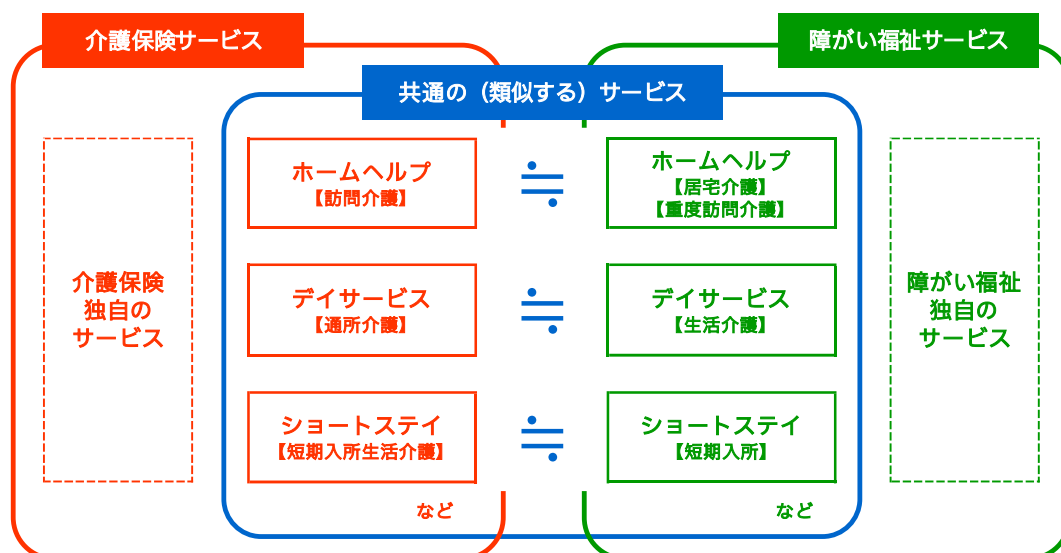 介護保険サービス
障がい福祉サービス
共通の（類似する）サービス
介護保険
独自の
サービス
ホームヘルプ
【訪問介護】
≒
ホームヘルプ
【居宅介護】
【重度訪問介護】
デイサービス
【通所介護】
≒
デイサービス
【生活介護】
ショートステイ
【短期入所生活介護】
≒
ショートステイ
【短期入所】
など
など
障がい福祉
独自の
サービス